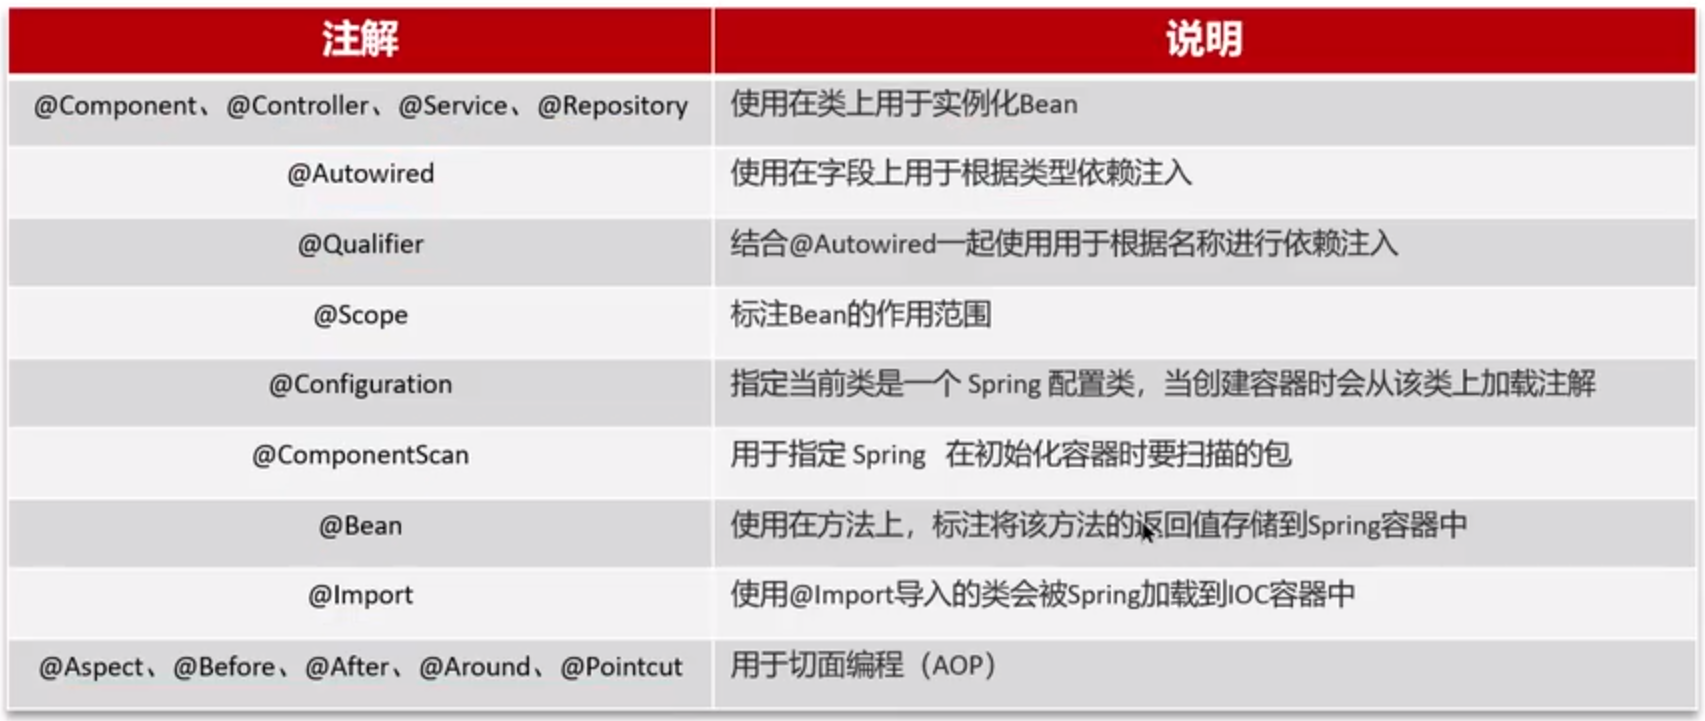 注解 说明
@Component、@Controller、@Service、@Repository 使用在类上用于实例化Bean
@Autowired 使用在字段上用于根据类型依赖注入
@Qualifier 结合@Autowired一起使用用于根据名称进行依赖注入
@Scope 标注Bean的作用范围
@Configuration 指定当前类是一个 Spring 配置类，当创建容器时会从该类上加载注解
@ComponentScan 用于指定 Spring 在初始化容器时要扫描的包
@Bean 使用在方法上，标注将该方法的返回值存储到Spring容器中
@Import 使用@Import导入的类会被Spring加载到IOC容器中
@Aspect、@Before、@After、@Around、@Pointcut 用于切面编程（AOP）